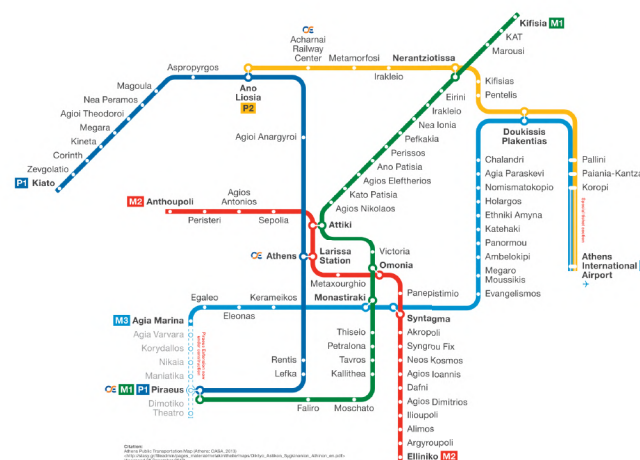 Kifisia M1
KAT
Marousi
Acharnai
Railway
Center
Metamorfosi
Nerantziotissa
Irakleio
Aspropyrgos
Ano
Liosia
P2
Magoula
Nea Peramos
Agioi Theodoroi
Megara
Kineta
Corinth
Zevgolatio
P1 Kiato
Agioi Anargyroi
Kifisias
Pentelis
Eirini
Irakleio
Nea Ionia
Pefkakia
Perissos
Ano Patisia
Agios Eleftherios
Kato Patisia
Agios Nikolaos
Doukissis
Plakentias
Chalandri
Agia Paraskevi
Nomismatokopio
Holargos
Ethniki Amyna
Katehaki
Panormou
Ambelokipi
Megaro
Moussikis
Evangelismos
Pallini
Paiania-Kantza
Koropi
Athens
International
Airport
M2 Anthoupoli
Peristeri
Agios
Antonios
Sepolia
Attiki
Athens
Larissa
Station
Victoria
Omonia
Metaxourghio
Monastiraki
Panepistimio
Syntagma
M3 Agia Marina
Egaleo
Eleonas
Kerameikos
Agia Varvara
Korydallos
Nikaia
Maniatika
M1 P1 Piraeus
Dimotiko
Theatro
Rentis
Lefka
Thiseio
Petralona
Tavros
Kallithea
Faliro
Moschato
Akropoli
Syngrou Fix
Neos Kosmos
Agios Ioannis
Dafni
Agios Dimitrios
Ilioupoli
Alimos
Argyroupoli
Elliniko M2
Citation